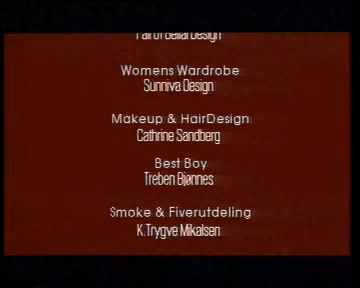 Womens Wardrobe
Sunniva Design
Makeup & HairDesign
Cathrine Sandberg
Best Boy
Treben Bjønnes
Smoke & Fiverutdeling
K.Trygve Mikalsen